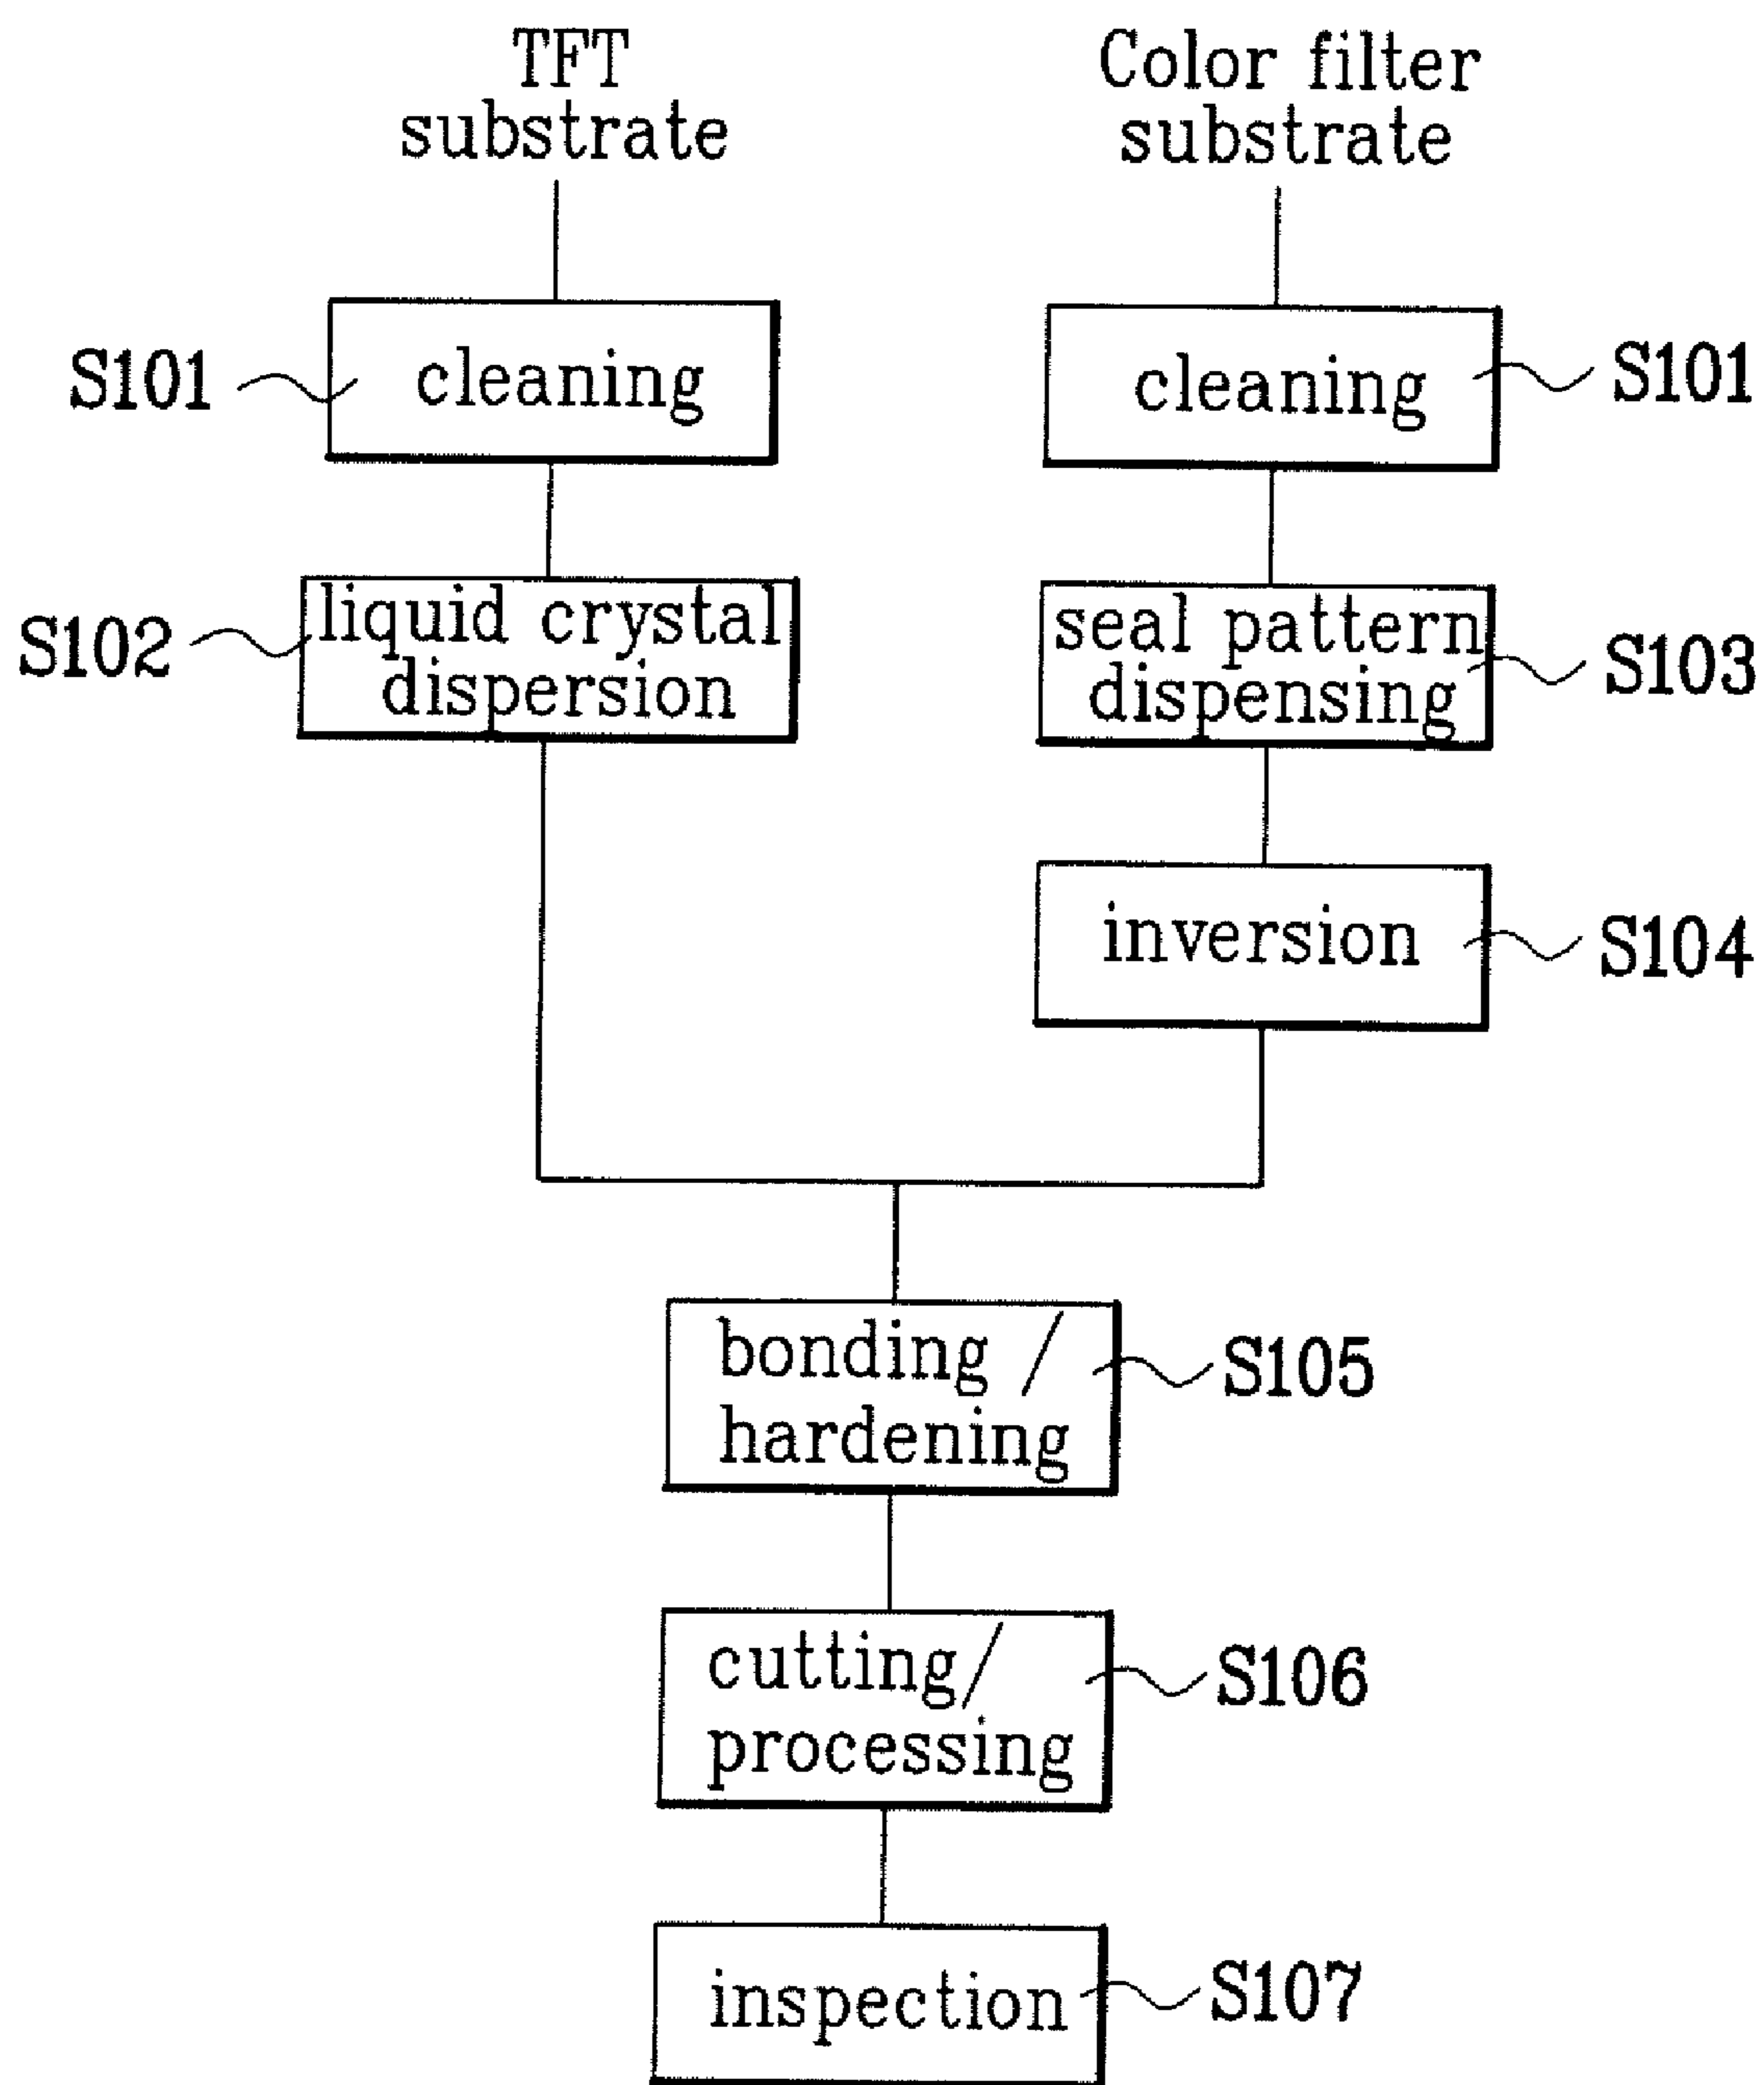 TFT
substrate
Color filter
substrate
S101
cleaning
cleaning
S101
S102
liquid crystal
dispersion
seal pattern
dispensing
S103
inversion
S104
bonding /
hardening
S105
cutting/
processing
S106
inspection
S107